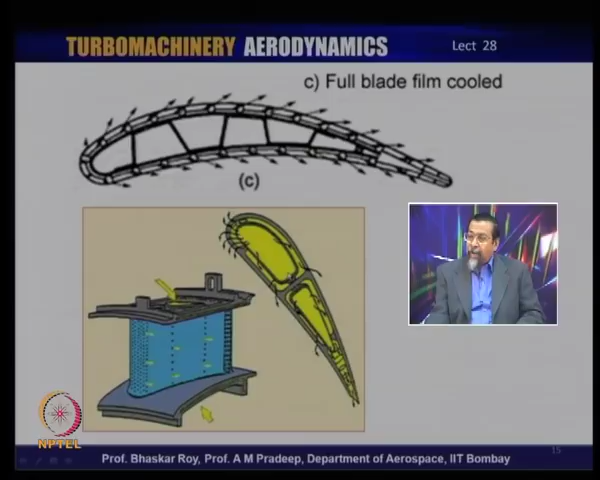 TURBOMACHINERY AERODYNAMICS
Lect 28
c) Full blade film cooled
(c)
NPTEL
15
Prof. Bhaskar Roy, Prof. A M Pradeep, Department of Aerospace, IIT Bombay